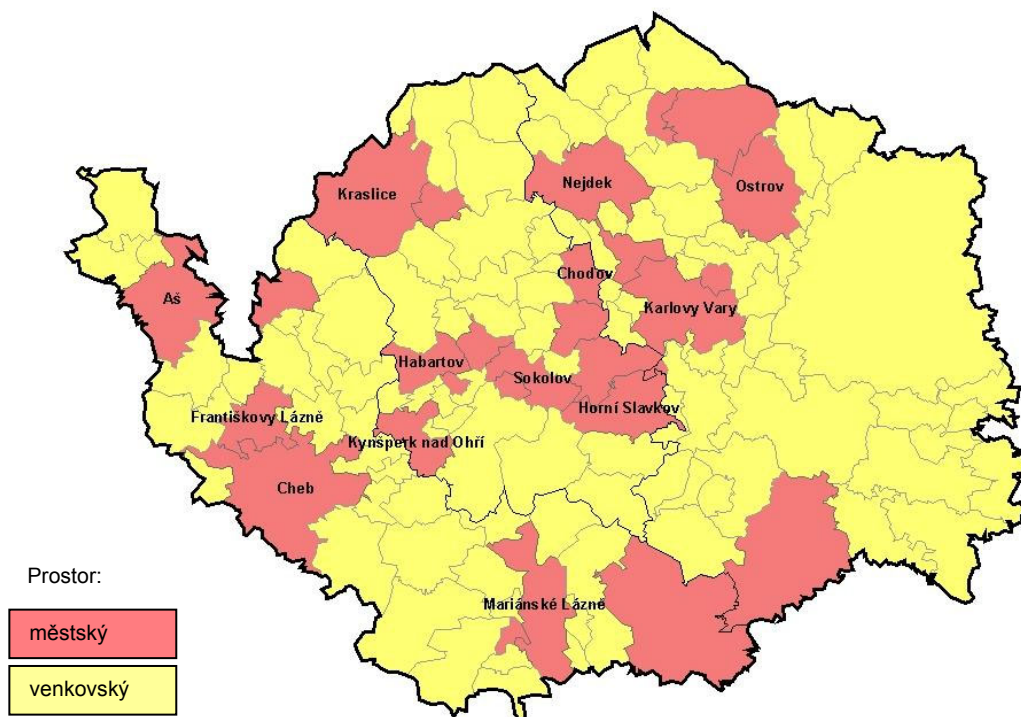 Nejdek
Kraslice
Ostrov
Chodov
Aš
Karlovy Vary
Habartov
Sokolov
Horní Slavkov
Františkovy Lázně
Kynšperk nad Ohří
Cheb
Mariánské Lázně
Prostor:
městský
venkovský